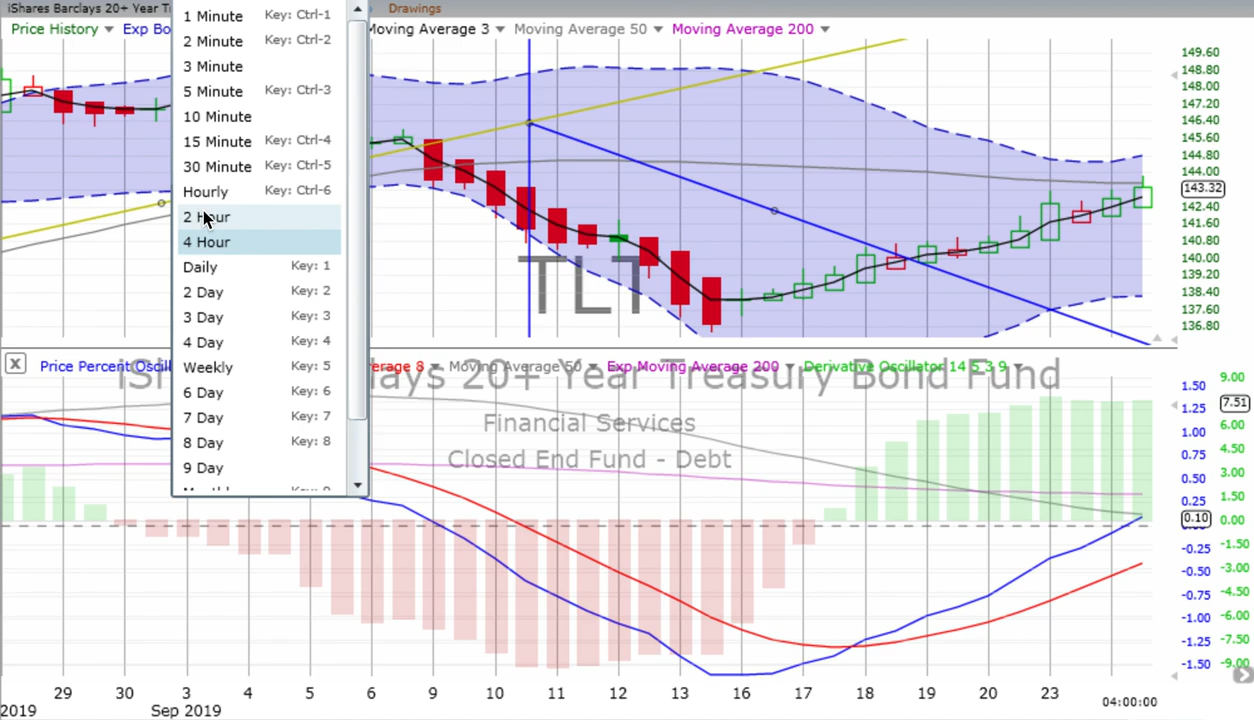 iShares Barclays 20+ Year Tr
Drawings
Price History
Exp Bo
Moving Average 3
Moving Average 50
Moving Average 200
1 Minute Key: Ctrl-1
2 Minute Key: Ctrl-2
3 Minute
5 Minute Key: Ctrl-3
10 Minute
15 Minute Key: Ctrl-4
30 Minute Key: Ctrl-5
Hourly Key: Ctrl-6
2 Hour
4 Hour
Daily Key: 1
2 Day Key: 2
3 Day Key: 3
4 Day Key: 4
Weekly Key: 5
6 Day Key: 6
7 Day Key: 7
8 Day Key: 8
9 Day
149.60
148.80
148.00
147.20
146.40
145.60
144.80
144.00
143.32
142.40
141.60
140.80
140.00
139.20
138.40
137.60
136.80
TLT
X
Price Percent Oscill
erage 8
Moving Average 50
Exp Moving Average 200
Derivative Oscillator 14 5 3 9
iSh
lays 20+ Year Treasury Bond Fund
Financial Services
Closed End Fund - Debt
1.50
1.25
1.00
0.75
0.50
0.25
0.10
-0.25
-0.50
-0.75
-1.00
-1.25
-1.50
9.00
7.51
6.00
4.50
3.00
1.50
0.00
-1.50
-3.00
-4.50
-6.00
-7.50
-9.00
29 30 3 4 5 6 9 10 11 12 13 16 17 18 19 20 23
04:00:00
2019 Sep 2019